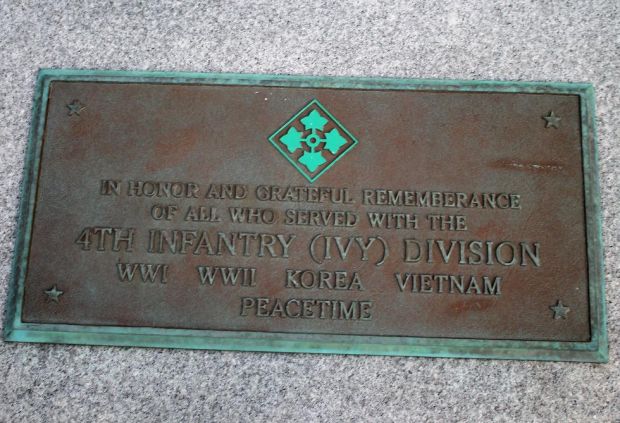 IN HONOR AND GRATEFUL REMEMBERANCE
OF ALL WHO SERVED WITH THE
4TH INFANTRY (IVY) DIVISION
WWI WWII KOREA VIETNAM
PEACETIME